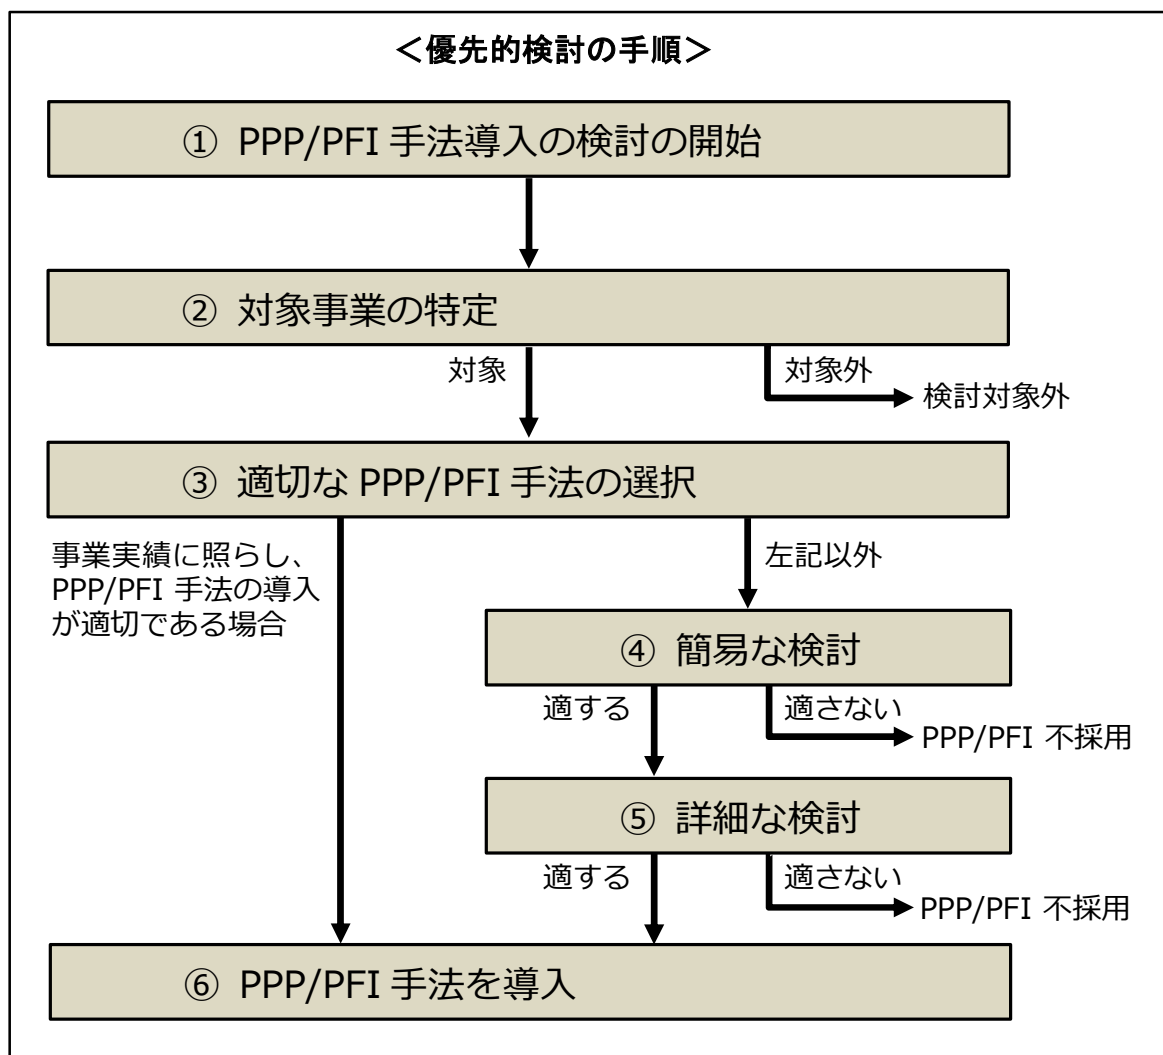 ＜優先的検討の手順＞
① PPP/PFI 手法導入の検討の開始
② 対象事業の特定
対象
対象外
検討対象外
③ 適切な PPP/PFI 手法の選択
事業実績に照らし、
PPP/PFI 手法の導入
が適切である場合
左記以外
④ 簡易な検討
適する
適さない
PPP/PFI 不採用
⑤ 詳細な検討
適する
適さない
PPP/PFI 不採用
⑥ PPP/PFI 手法を導入